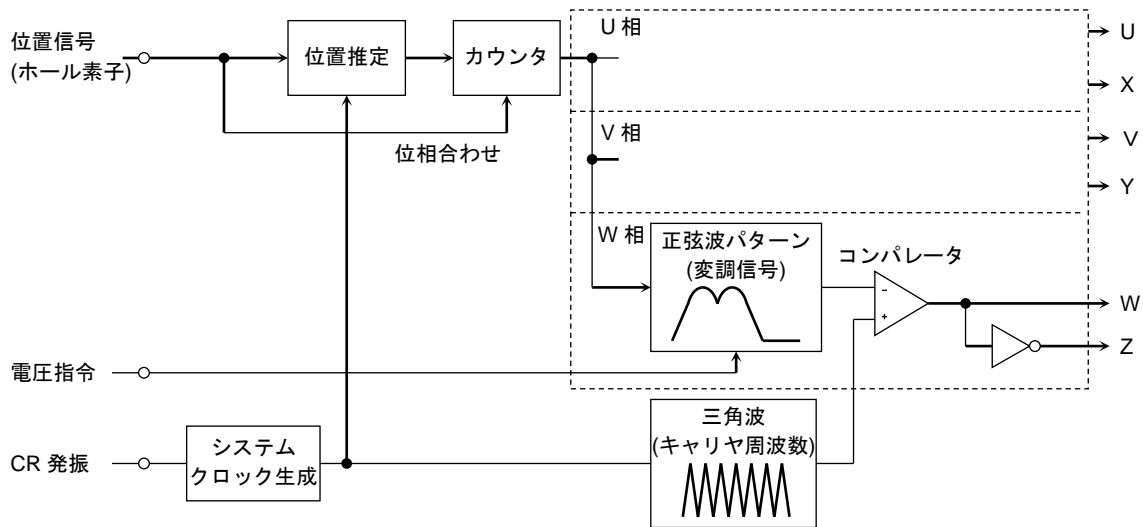 位置信号
(ホール素子)
位置推定
カウンタ
位相合わせ
U 相
V 相
W 相
正弦波パターン
(変調信号)
コンパレータ
-
+
U
X
V
Y
W
Z
電圧指令
CR 発振
システム
クロック生成
三角波
(キャリヤ周波数)